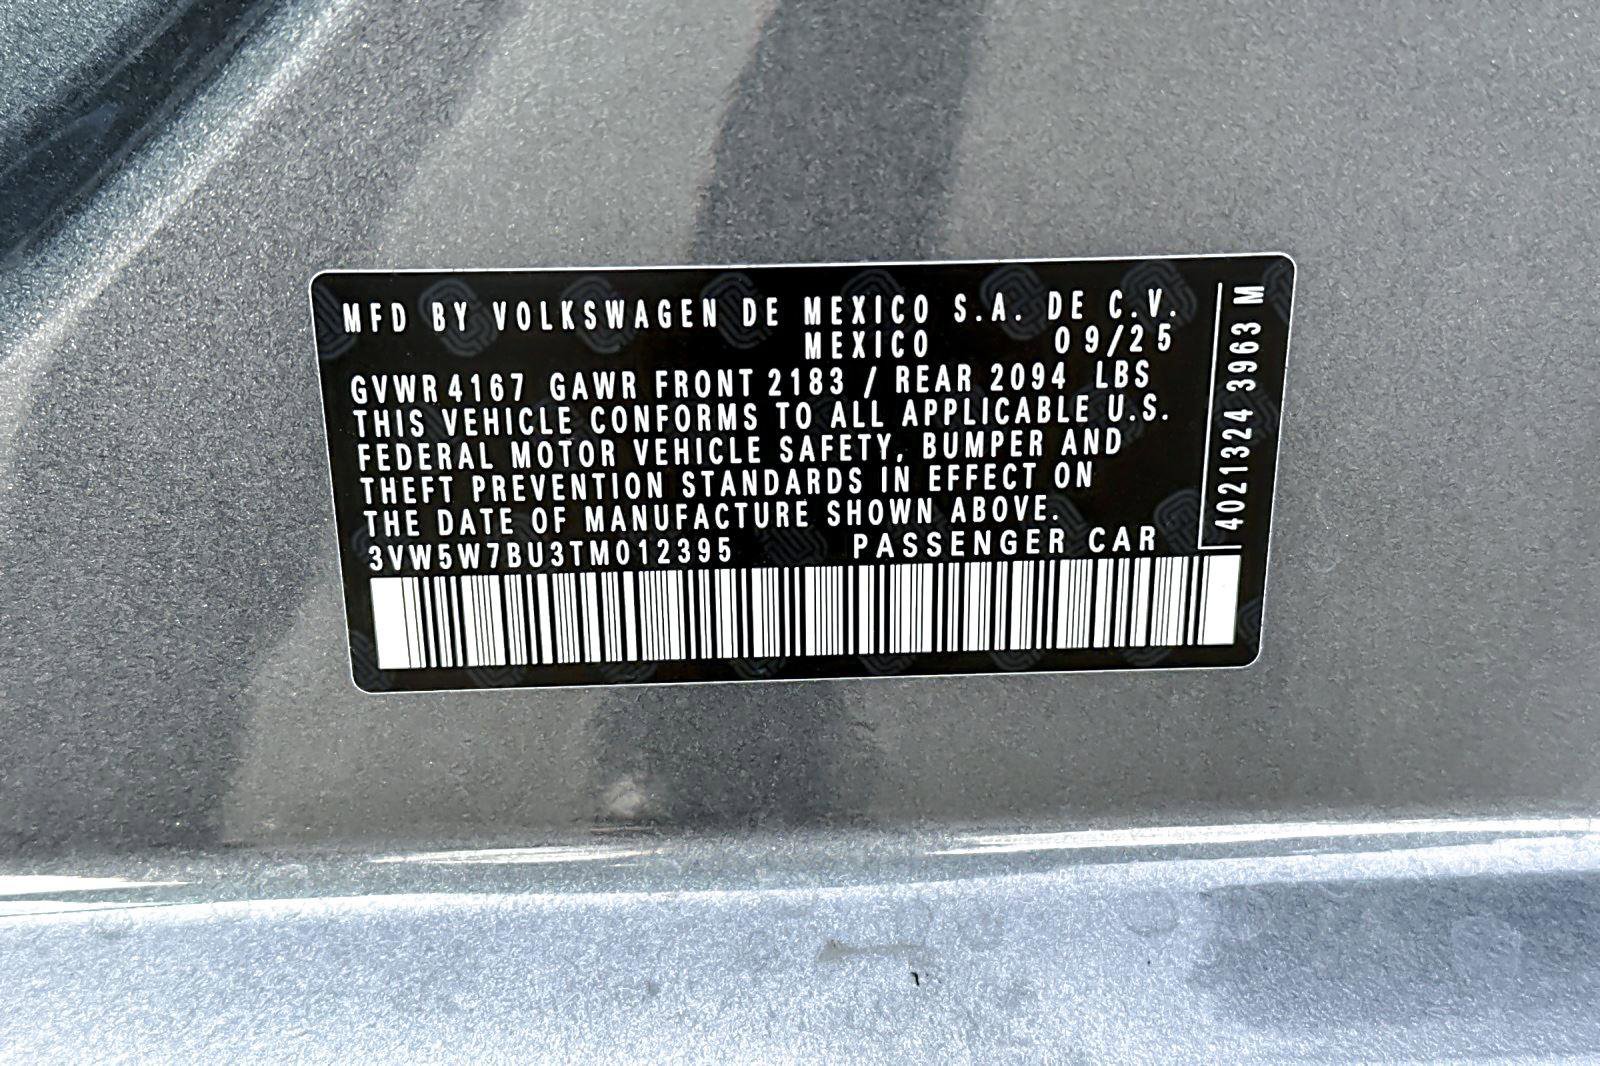 MFD BY VOLKSWAGEN DE MEXICO S.A. DE C.V.
MEXICO 09/25
GVWR 4167 GAWR FRONT 2183 / REAR 2094 LBS
THIS VEHICLE CONFORMS TO ALL APPLICABLE U.S.
FEDERAL MOTOR VEHICLE SAFETY, BUMPER AND
THEFT PREVENTION STANDARDS IN EFFECT ON
THE DATE OF MANUFACTURE SHOWN ABOVE.
3VW5W7BU3TM012395 PASSENGER CAR
4021324 3963 M